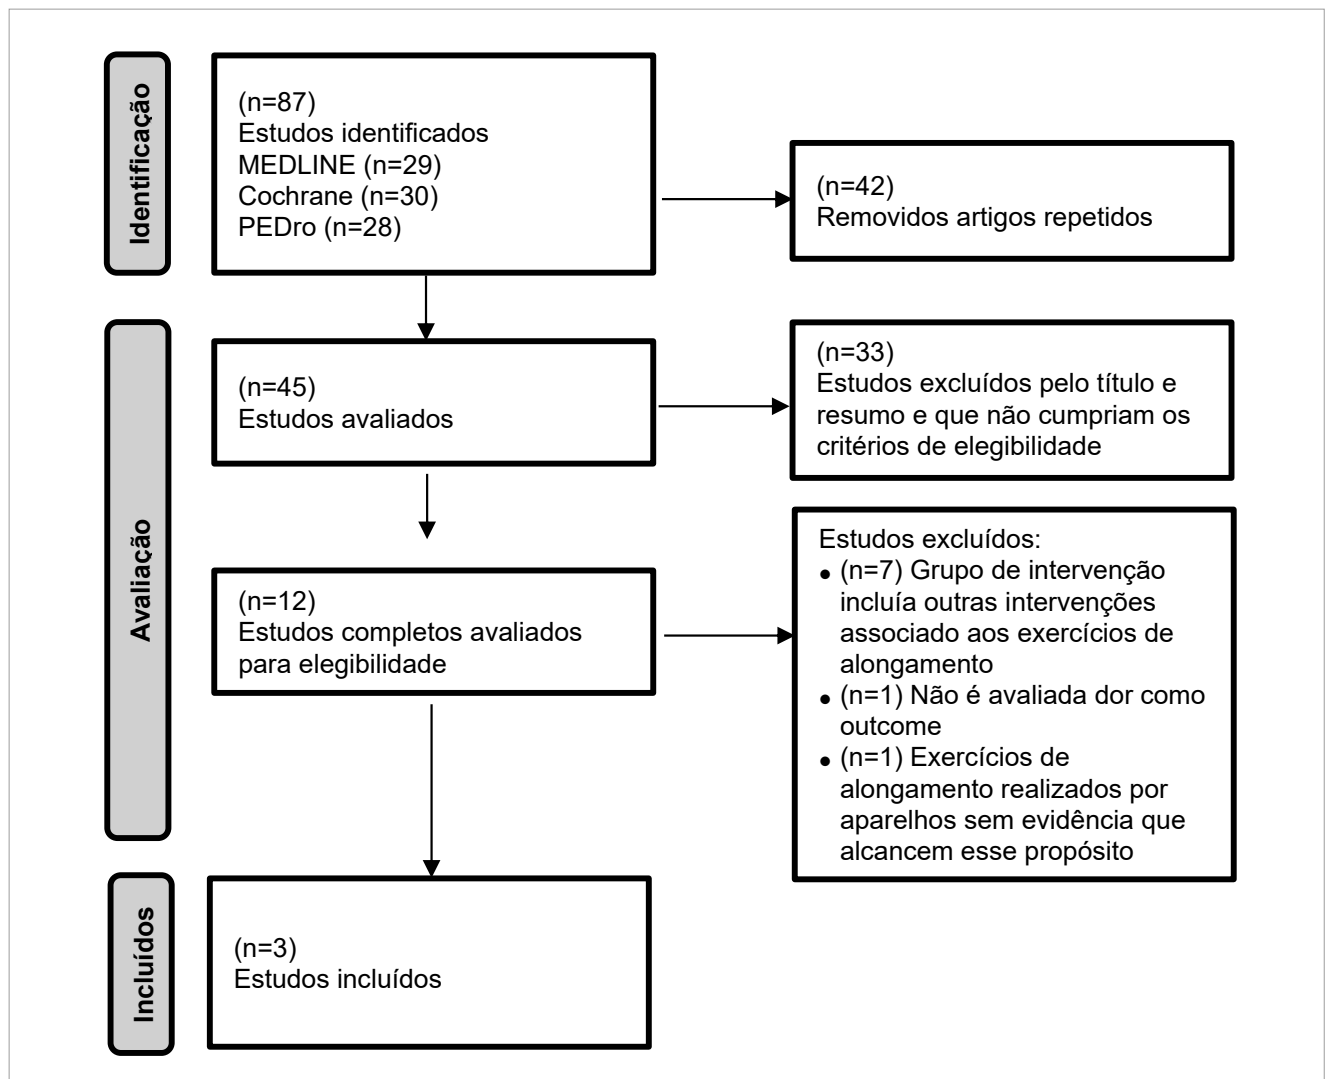 Identificação
(n=87)
Estudos identificados
MEDLINE (n=29)
Cochrane (n=30)
PEDro (n=28)
(n=42)
Removidos artigos repetidos
Avaliação
(n=45)
Estudos avaliados
(n=33)
Estudos excluídos pelo título e
resumo e que não cumpriam os
critérios de elegibilidade
(n=12)
Estudos completos avaliados
para elegibilidade
Estudos excluídos:
• (n=7) Grupo de intervenção
incluía outras intervenções
associado aos exercícios de
alongamento
• (n=1) Não é avaliada dor como
outcome
• (n=1) Exercícios de
alongamento realizados por
aparelhos sem evidência que
alcancem esse propósito
Incluídos
(n=3)
Estudos incluídos